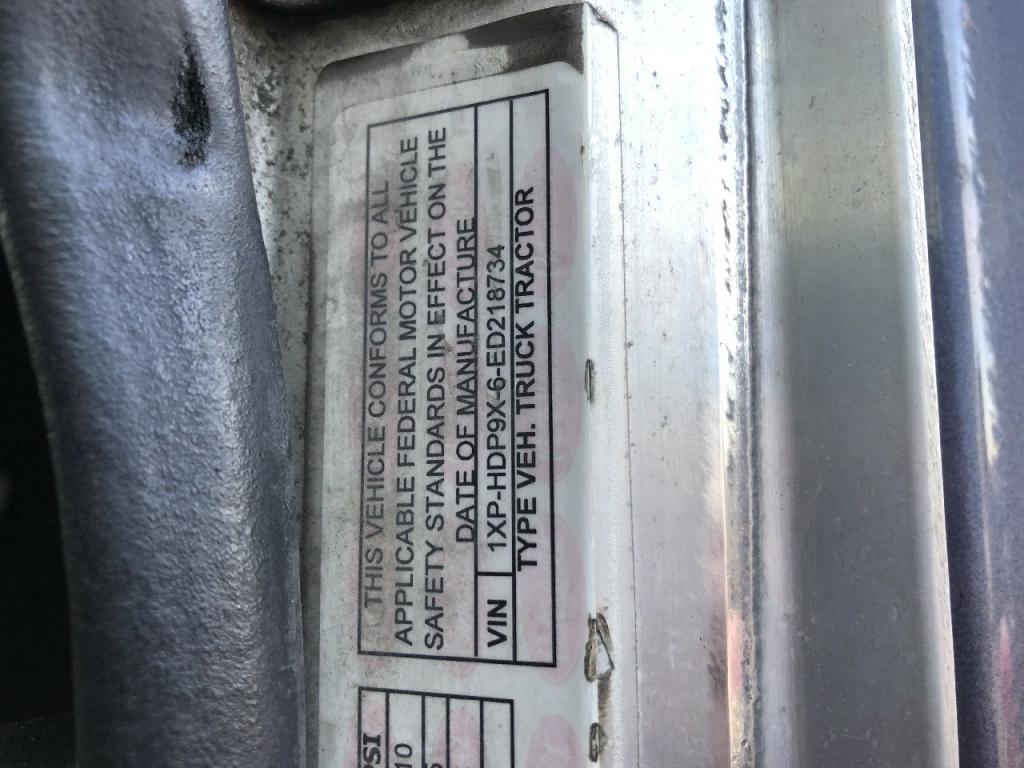 THIS VEHICLE CONFORMS TO ALL
APPLICABLE FEDERAL MOTOR VEHICLE
SAFETY STANDARDS IN EFFECT ON THE
DATE OF MANUFACTURE
VIN 1XP-HDP9X-6-ED218734
TYPE VEH. TRUCK TRACTOR
PSI
10